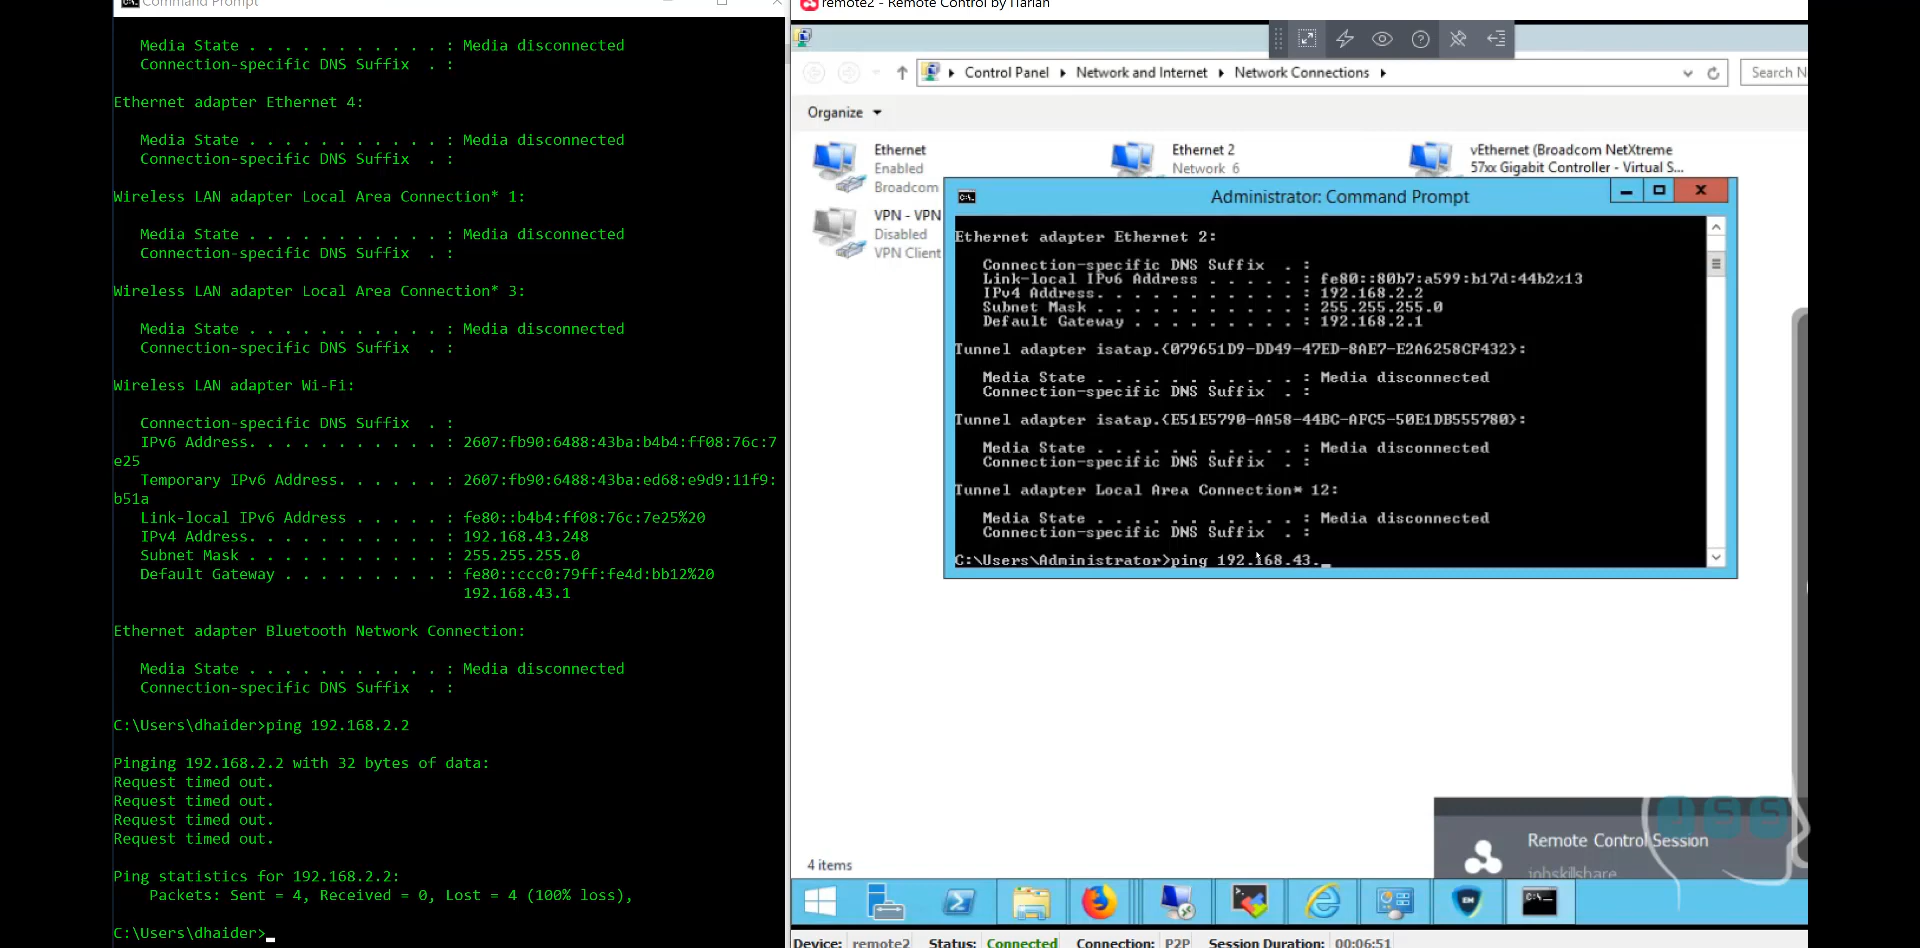 Command Prompt
Media State . . . . . . . . . . . : Media disconnected
Connection-specific DNS Suffix  . :
Ethernet adapter Ethernet 4:
Media State . . . . . . . . . . . : Media disconnected
Connection-specific DNS Suffix  . :
Wireless LAN adapter Local Area Connection* 1:
Media State . . . . . . . . . . . : Media disconnected
Connection-specific DNS Suffix  . :
Wireless LAN adapter Local Area Connection* 3:
Media State . . . . . . . . . . . : Media disconnected
Connection-specific DNS Suffix  . :
Wireless LAN adapter Wi-Fi:
Connection-specific DNS Suffix  . :
IPv6 Address. . . . . . . . . . . : 2607:fb90:6488:43ba:b4b4:ff08:76c:7
e25
Temporary IPv6 Address. . . . . . : 2607:fb90:6488:43ba:ed68:e9d9:11f9:
b51a
Link-local IPv6 Address . . . . . : fe80::b4b4:ff08:76c:7e25%20
IPv4 Address. . . . . . . . . . . : 192.168.43.248
Subnet Mask . . . . . . . . . . . : 255.255.255.0
Default Gateway . . . . . . . . . : fe80::ccc0:79ff:fe4d:bb12%20
192.168.43.1
Ethernet adapter Bluetooth Network Connection:
Media State . . . . . . . . . . . : Media disconnected
Connection-specific DNS Suffix  . :
C:\Users\dhaider>ping 192.168.2.2
Pinging 192.168.2.2 with 32 bytes of data:
Request timed out.
Request timed out.
Request timed out.
Request timed out.
Ping statistics for 192.168.2.2:
Packets: Sent = 4, Received = 0, Lost = 4 (100% loss),
C:\Users\dhaider>_
remote2 - Remote Control by Itarian
Control Panel Network and Internet Network Connections
Search N
Organize
Ethernet
Enabled
Broadcom
Ethernet 2
Network 6
vEthernet (Broadcom NetXtreme
57xx Gigabit Controller - Virtual S...
VPN - VPN
Disabled
VPN Client
Administrator: Command Prompt
Ethernet adapter Ethernet 2:
Connection-specific DNS Suffix  . :
Link-local IPv6 Address . . . . . : fe80::80b7:a599:b17d:44b2%13
IPv4 Address. . . . . . . . . . . : 192.168.2.2
Subnet Mask . . . . . . . . . . . : 255.255.255.0
Default Gateway . . . . . . . . . : 192.168.2.1
Tunnel adapter isatap.{079651D9-DD49-47ED-8AE7-E2A6258CF432}:
Media State . . . . . . . . . . . : Media disconnected
Connection-specific DNS Suffix  . :
Tunnel adapter isatap.{E51E5790-AA58-44BC-AFC5-50E1DB555780}:
Media State . . . . . . . . . . . : Media disconnected
Connection-specific DNS Suffix  . :
Tunnel adapter Local Area Connection* 12:
Media State . . . . . . . . . . . : Media disconnected
Connection-specific DNS Suffix  . :
C:\Users\Administrator>ping 192.168.43._
4 items
JSS
Remote Control Session
jobskillshare
EM
Device: remote2 Status: Connected Connection: P2P Session Duration: 00:06:51